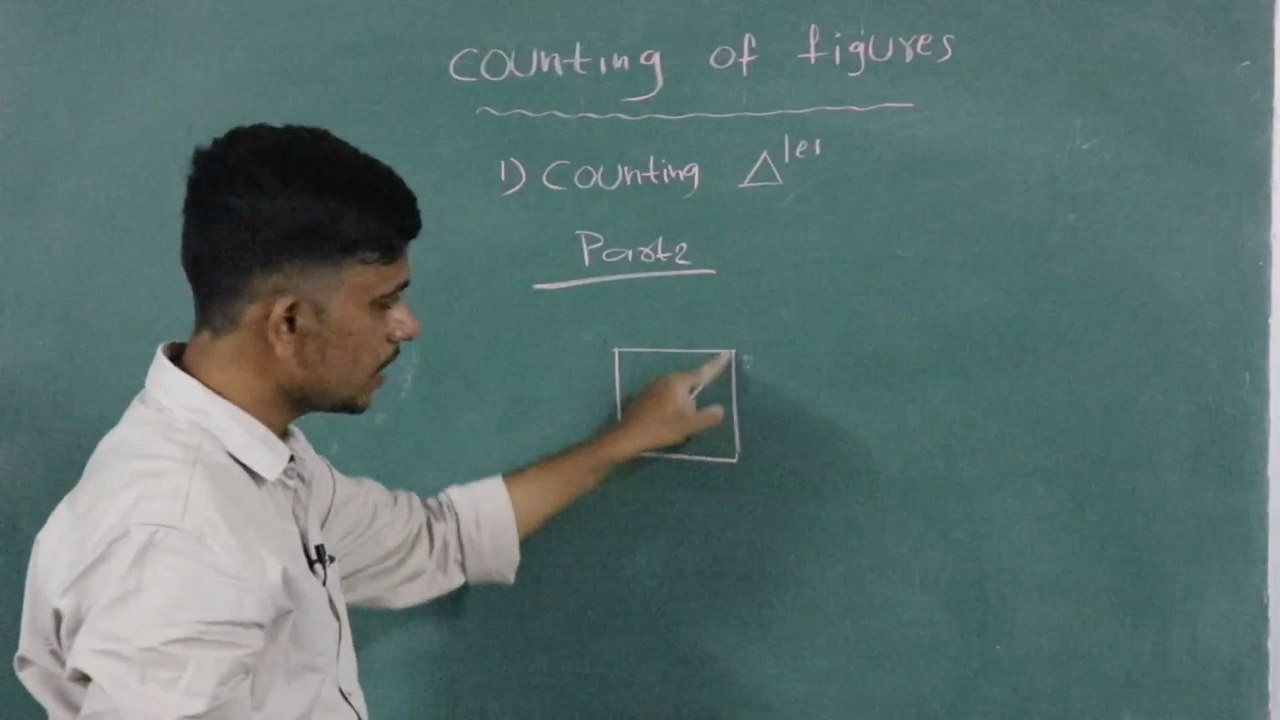 counting of figures
1) counting △les
Part2